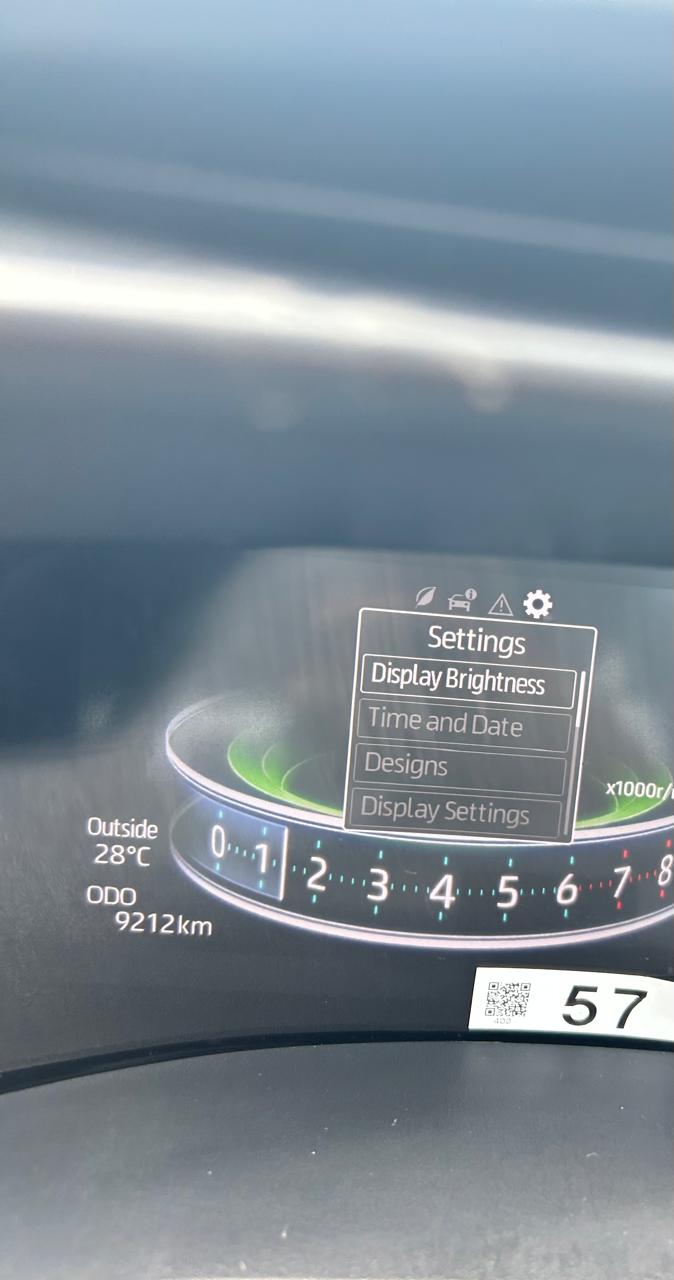 Settings
Display Brightness
Time and Date
Designs
Display Settings
Outside
28°C
ODO
9212km
0 1 2 3 4 5 6 7 8
400
57